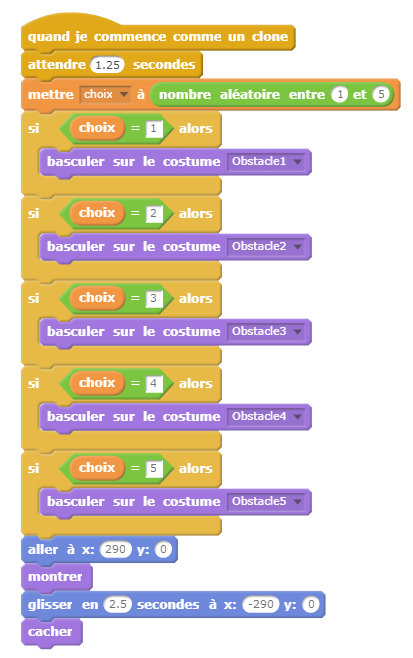 quand je commence comme un clone
attendre 1.25 secondes
mettre choix à nombre aléatoire entre 1 et 5
si choix = 1 alors
basculer sur le costume Obstacle1
si choix = 2 alors
basculer sur le costume Obstacle2
si choix = 3 alors
basculer sur le costume Obstacle3
si choix = 4 alors
basculer sur le costume Obstacle4
si choix = 5 alors
basculer sur le costume Obstacle5
aller à x: 290 y: 0
montrer
glisser en 2.5 secondes à x: -290 y: 0
cacher